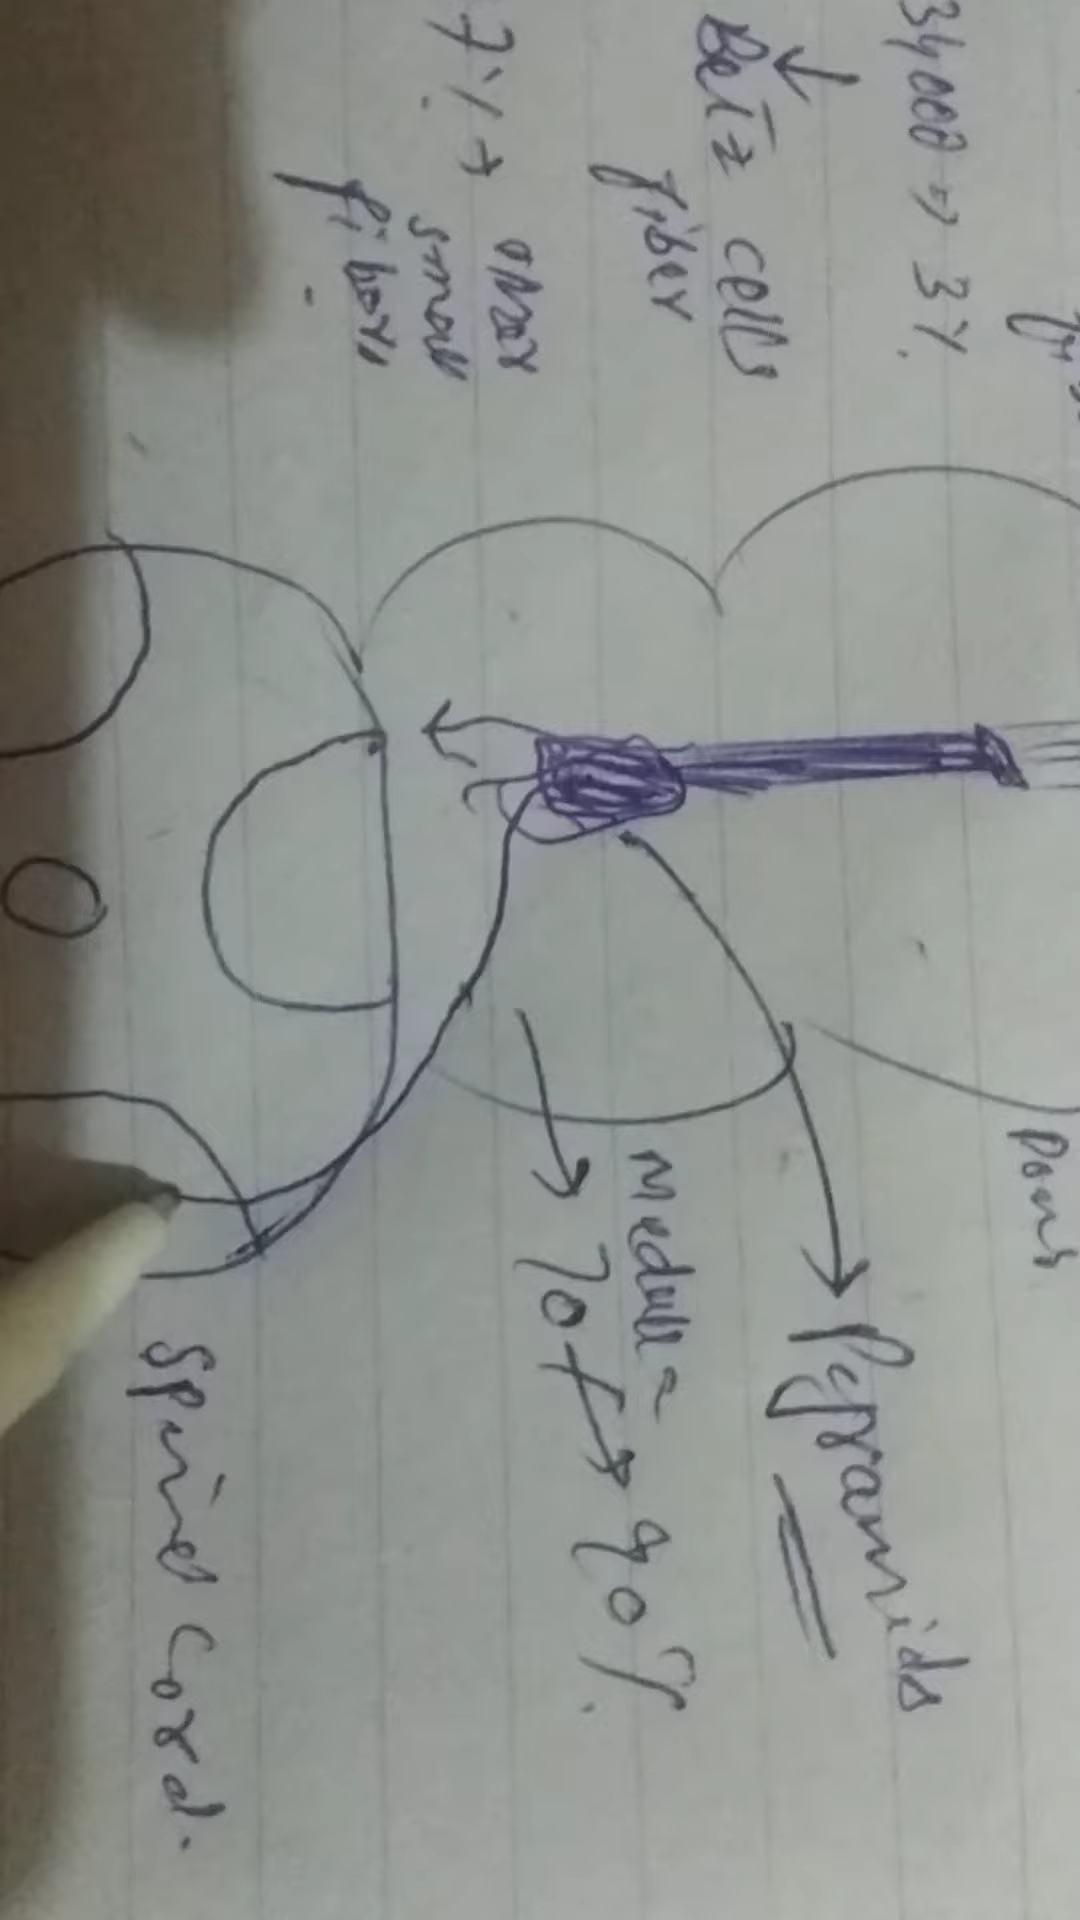 34000 → 3%
↓
Betz cells
fiber
7% → other
small
fibers
Pons
Pyramids
Medulla
70 → 90%
Spinal Cord.